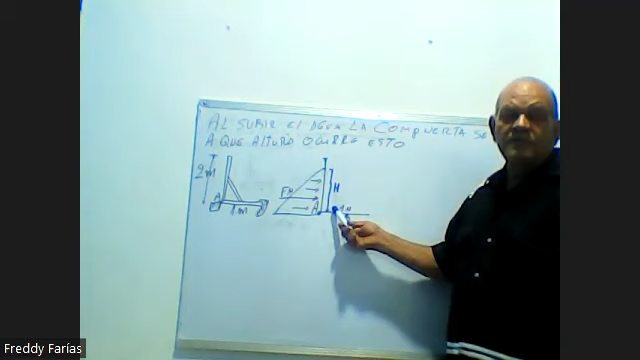 AL SUBIR El AGUA LA COMPUERTA SE
A QUE ALTURA OCURRE ESTO
2m
1m
H
A
Freddy Farías